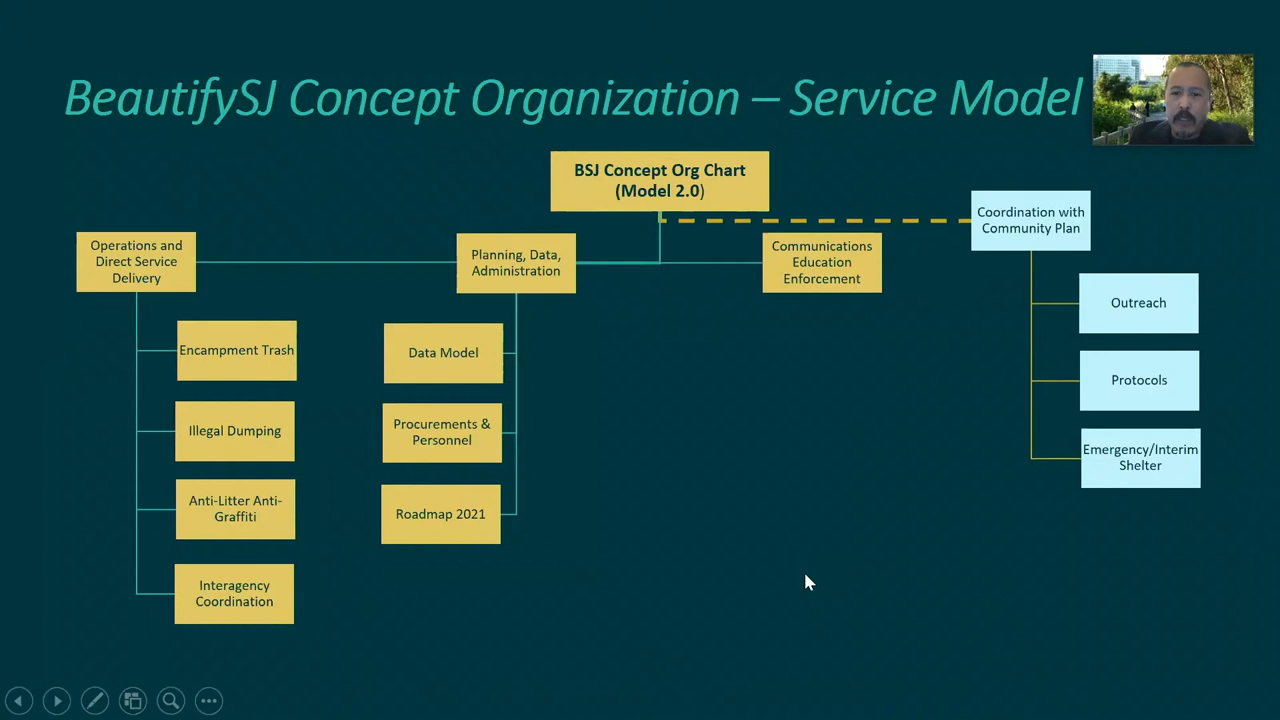 BeautifySJ Concept Organization – Service Model
BSJ Concept Org Chart
(Model 2.0)
Operations and
Direct Service
Delivery
Encampment Trash
Illegal Dumping
Anti-Litter Anti-
Graffiti
Interagency
Coordination
Planning, Data,
Administration
Data Model
Procurements &
Personnel
Roadmap 2021
Communications
Education
Enforcement
Coordination with
Community Plan
Outreach
Protocols
Emergency/Interim
Shelter